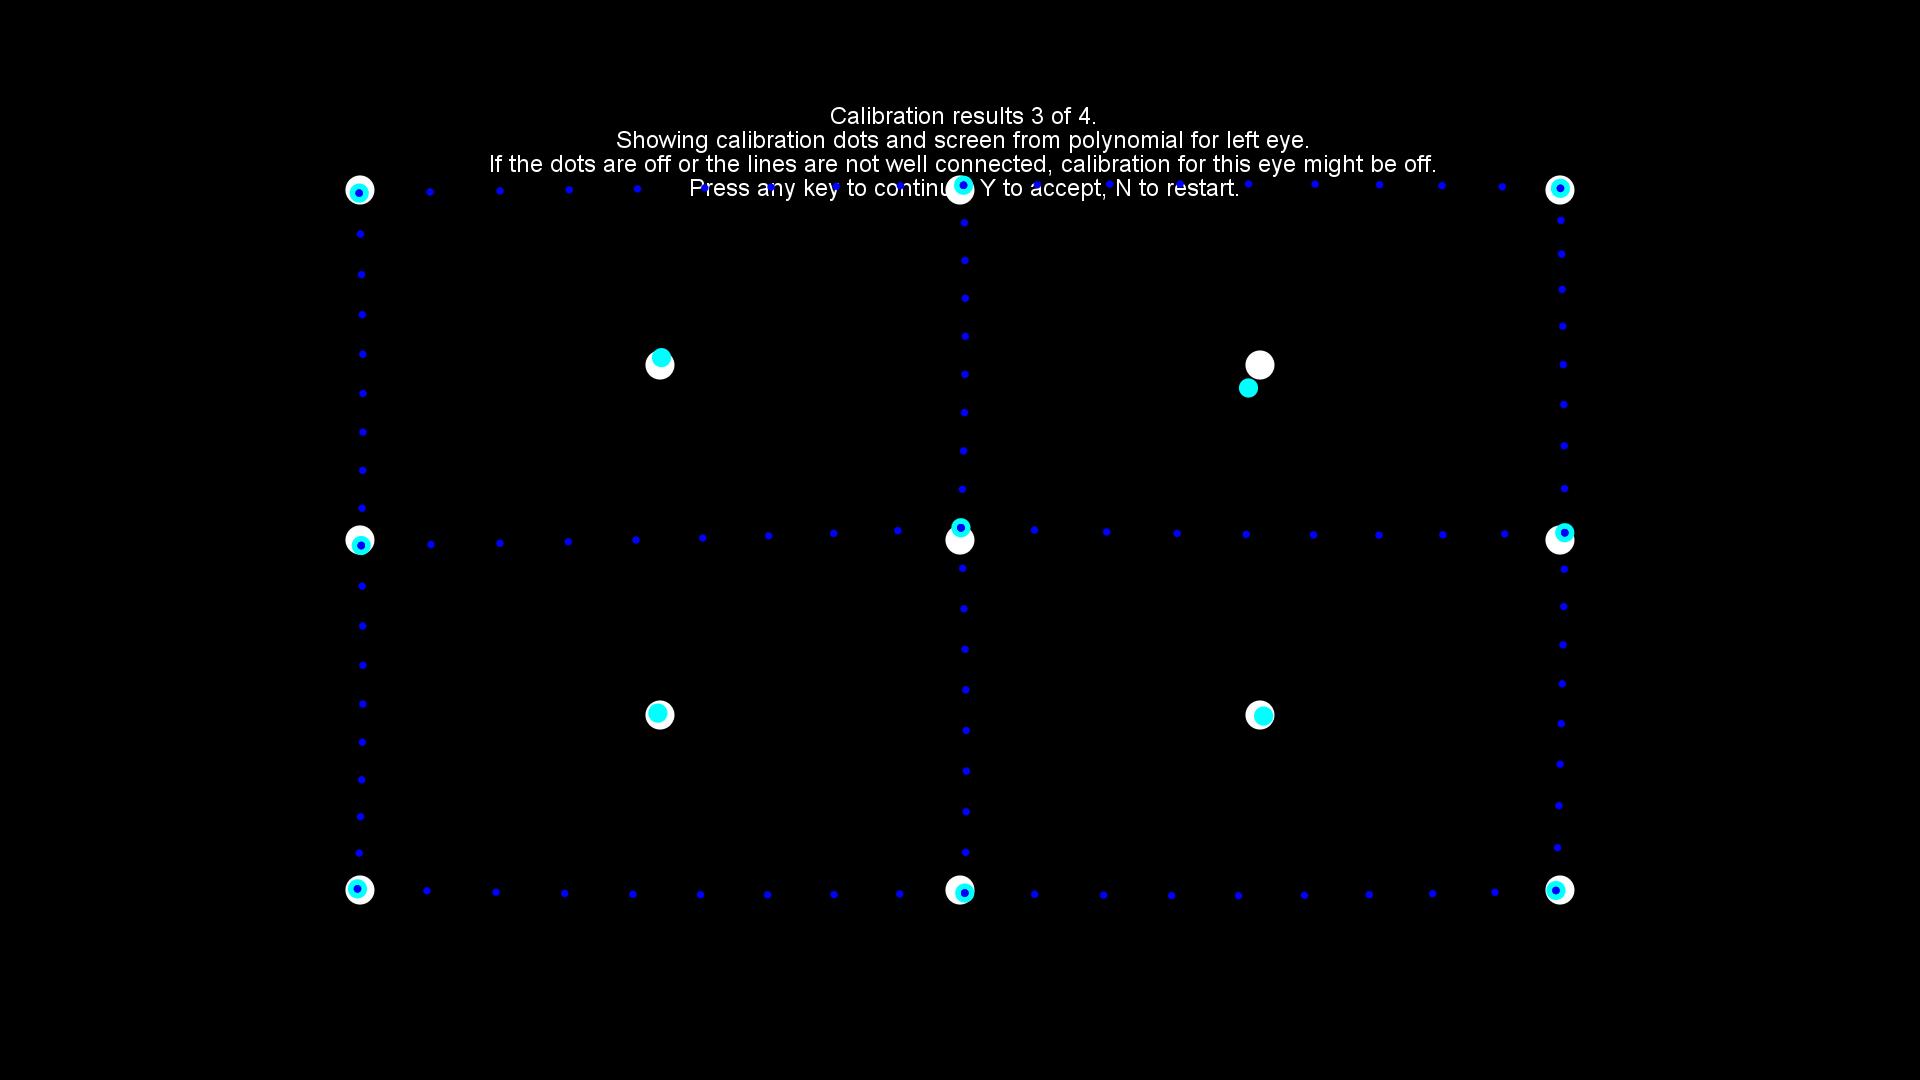 Calibration results 3 of 4.
Showing calibration dots and screen from polynomial for left eye.
If the dots are off or the lines are not well connected, calibration for this eye might be off.
Press any key to continu Y to accept, N to restart.